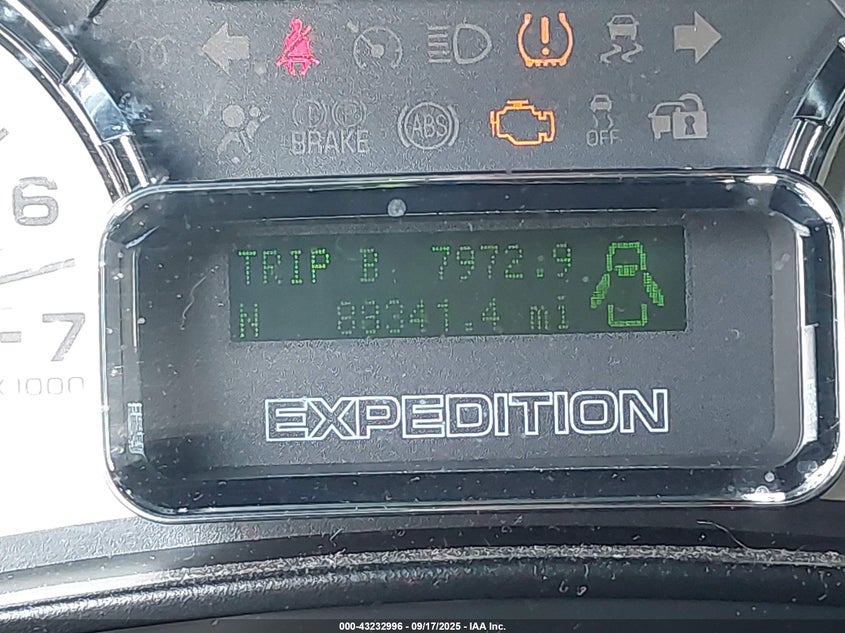 BRAKE
ABS
OFF
6
7
X1000
TRIP B 7972.9
N 88341.4 mi
EXPEDITION
000-43232996 - 09/17/2025 - IAA Inc.